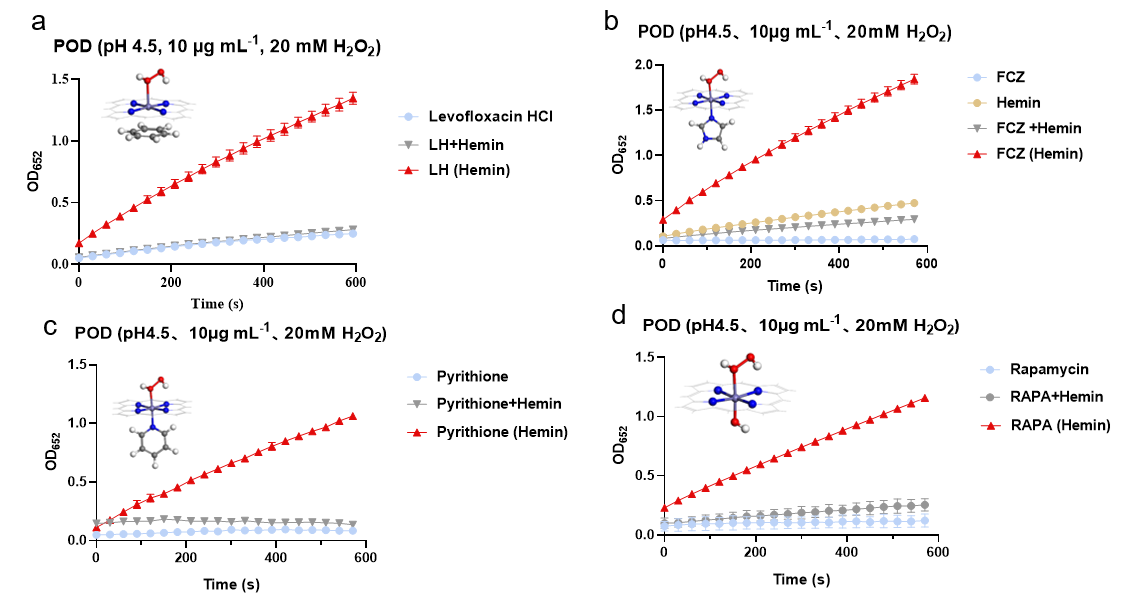 a
POD (pH 4.5, 10 μg mL⁻¹, 20 mM H₂O₂)
1.5
1.0
0.5
0.0
OD₆₅₂
0
200
400
600
Time (s)
Levofloxacin HCl
LH+Hemin
LH (Hemin)
b
POD (pH4.5、10μg mL⁻¹、20mM H₂O₂)
2.0
1.5
1.0
0.5
0.0
OD₆₅₂
0
200
400
600
Time (s)
FCZ
Hemin
FCZ +Hemin
FCZ (Hemin)
c
POD (pH4.5、10μg mL⁻¹、20mM H₂O₂)
1.5
1.0
0.5
0.0
OD₆₅₂
0
200
400
600
Time (s)
Pyrithione
Pyrithione+Hemin
Pyrithione (Hemin)
d
POD (pH4.5、10μg mL⁻¹、20mM H₂O₂)
1.5
1.0
0.5
0.0
OD₆₅₂
0
200
400
600
Time (s)
Rapamycin
RAPA+Hemin
RAPA (Hemin)